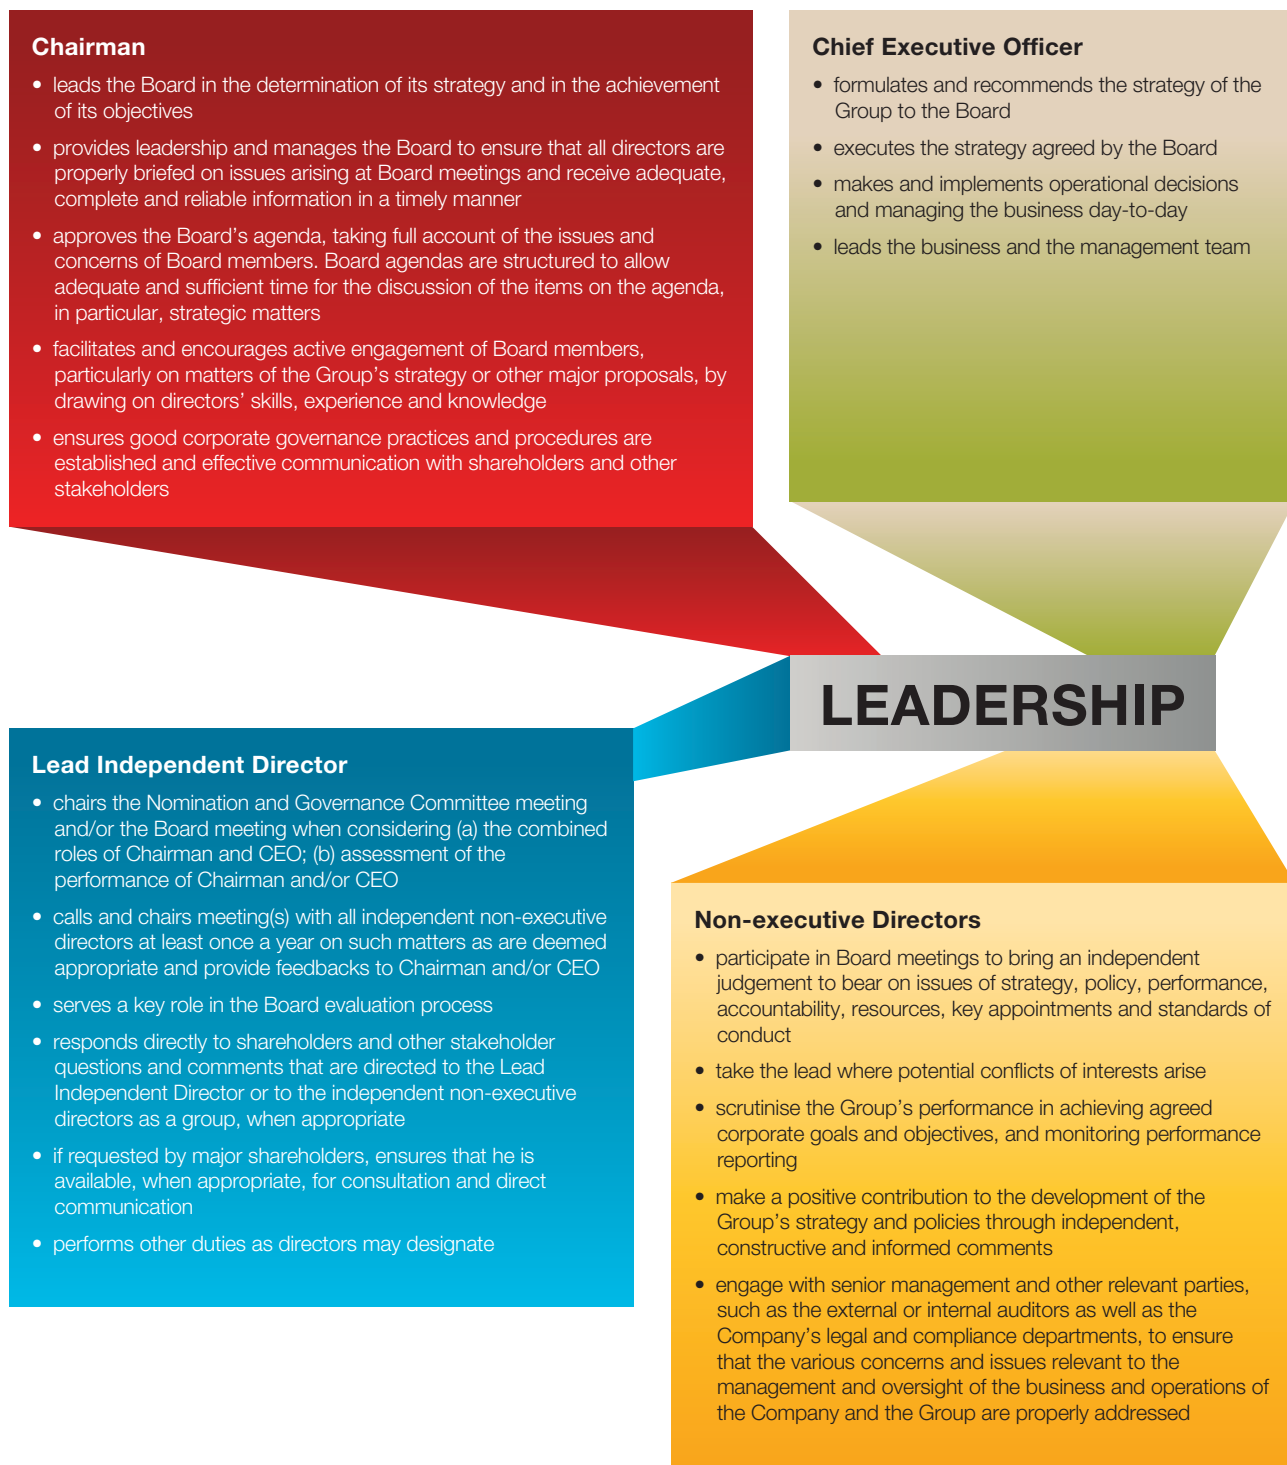 Chairman
• leads the Board in the determination of its strategy and in the achievement
of its objectives
• provides leadership and manages the Board to ensure that all directors are
properly briefed on issues arising at Board meetings and receive adequate,
complete and reliable information in a timely manner
• approves the Board’s agenda, taking full account of the issues and
concerns of Board members. Board agendas are structured to allow
adequate and sufficient time for the discussion of the items on the agenda,
in particular, strategic matters
• facilitates and encourages active engagement of Board members,
particularly on matters of the Group’s strategy or other major proposals, by
drawing on directors’ skills, experience and knowledge
• ensures good corporate governance practices and procedures are
established and effective communication with shareholders and other
stakeholders
Chief Executive Officer
• formulates and recommends the strategy of the
Group to the Board
• executes the strategy agreed by the Board
• makes and implements operational decisions
and managing the business day-to-day
• leads the business and the management team
LEADERSHIP
Lead Independent Director
• chairs the Nomination and Governance Committee meeting
and/or the Board meeting when considering (a) the combined
roles of Chairman and CEO; (b) assessment of the
performance of Chairman and/or CEO
• calls and chairs meeting(s) with all independent non-executive
directors at least once a year on such matters as are deemed
appropriate and provide feedbacks to Chairman and/or CEO
• serves a key role in the Board evaluation process
• responds directly to shareholders and other stakeholder
questions and comments that are directed to the Lead
Independent Director or to the independent non-executive
directors as a group, when appropriate
• if requested by major shareholders, ensures that he is
available, when appropriate, for consultation and direct
communication
• performs other duties as directors may designate
Non-executive Directors
• participate in Board meetings to bring an independent
judgement to bear on issues of strategy, policy, performance,
accountability, resources, key appointments and standards of
conduct
• take the lead where potential conflicts of interests arise
• scrutinise the Group’s performance in achieving agreed
corporate goals and objectives, and monitoring performance
reporting
• make a positive contribution to the development of the
Group’s strategy and policies through independent,
constructive and informed comments
• engage with senior management and other relevant parties,
such as the external or internal auditors as well as the
Company’s legal and compliance departments, to ensure
that the various concerns and issues relevant to the
management and oversight of the business and operations of
the Company and the Group are properly addressed